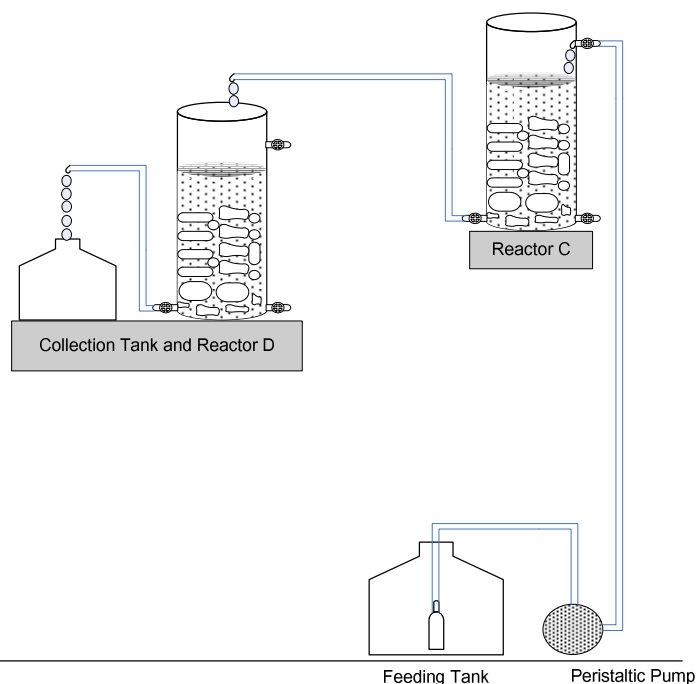 Reactor C
Collection Tank and Reactor D
Feeding Tank
Peristaltic Pump